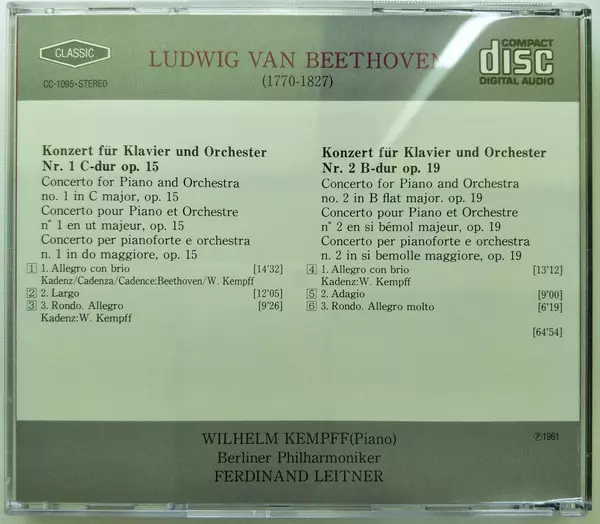 CLASSIC
CC-1095·STEREO
LUDWIG VAN BEETHOVEN
(1770-1827)
COMPACT
disc
DIGITAL AUDIO
Konzert für Klavier und Orchester
Nr. 1 C-dur op. 15
Concerto for Piano and Orchestra
no. 1 in C major, op. 15
Concerto pour Piano et Orchestre
n° 1 en ut majeur, op. 15
Concerto per pianoforte e orchestra
n. 1 in do maggiore, op. 15
1 1. Allegro con brio [14'32]
Kadenz/Cadenza/Cadence:Beethoven/W. Kempff
2 2. Largo [12'05]
3 3. Rondo. Allegro [9'26]
Kadenz:W. Kempff
Konzert für Klavier und Orchester
Nr. 2 B-dur op. 19
Concerto for Piano and Orchestra
no. 2 in B flat major. op. 19
Concerto pour Piano et Orchestre
n° 2 en si bémol majeur, op. 19
Concerto per pianoforte e orchestra
n. 2 in si bemolle maggiore, op. 19
4 1. Allegro con brio [13'12]
Kadenz:W. Kempff
5 2. Adagio [9'00]
6 3. Rondo. Allegro molto [6'19]
[64'54]
WILHELM KEMPFF(Piano)
Berliner Philharmoniker
FERDINAND LEITNER
℗1961